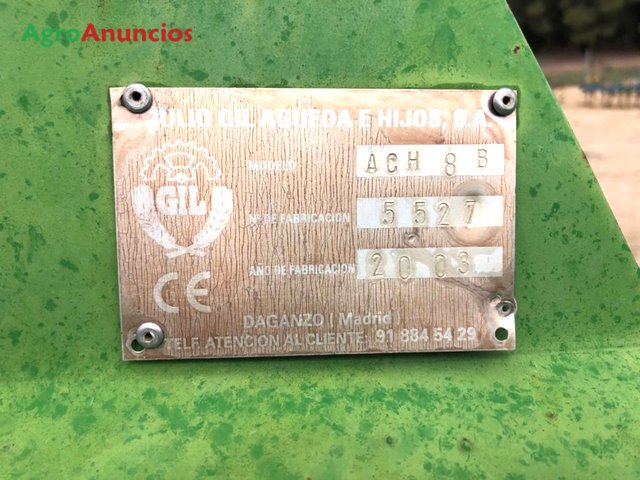 AgroAnuncios
JULIO GIL AGUEDA E HIJOS, S.A.
MODELO ACH 8 B
GIL
Nº DE FABRICACION 5527
AÑO DE FABRICACION 2003
CE
DAGANZO (Madrid)
TELF. ATENCION AL CLIENTE: 91 884 54 29